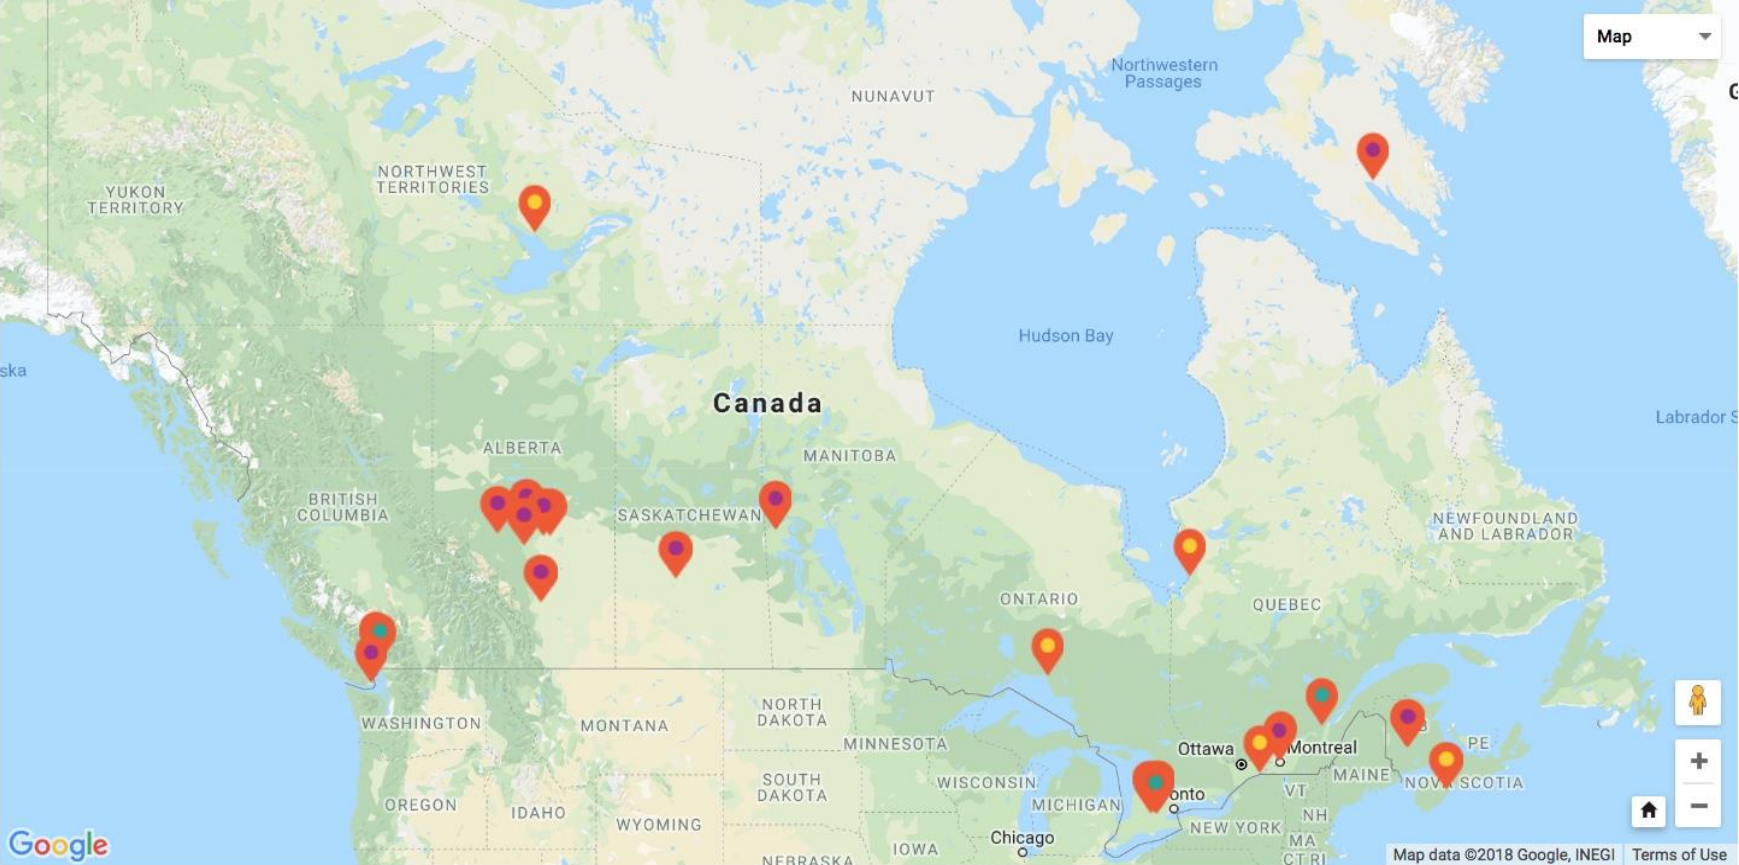 Map
Northwestern
Passages
NUNAVUT
NORTHWEST
TERRITORIES
YUKON
TERRITORY
Hudson Bay
ska
Canada
Labrador S
ALBERTA
MANITOBA
BRITISH
COLUMBIA
SASKATCHEWAN
NEWFOUNDLAND
AND LABRADOR
ONTARIO
QUEBEC
NORTH
DAKOTA
WASHINGTON
MONTANA
MINNESOTA
Ottawa
Montreal
B
PE
SOUTH
DAKOTA
WISCONSIN
MAINE
NOVA SCOTIA
MICHIGAN
onto
VT
OREGON
IDAHO
WYOMING
NH
NEW YORK
Chicago
MA
CT RI
IOWA
NEBRASKA
Google
Map data ©2018 Google, INEGI
Terms of Use